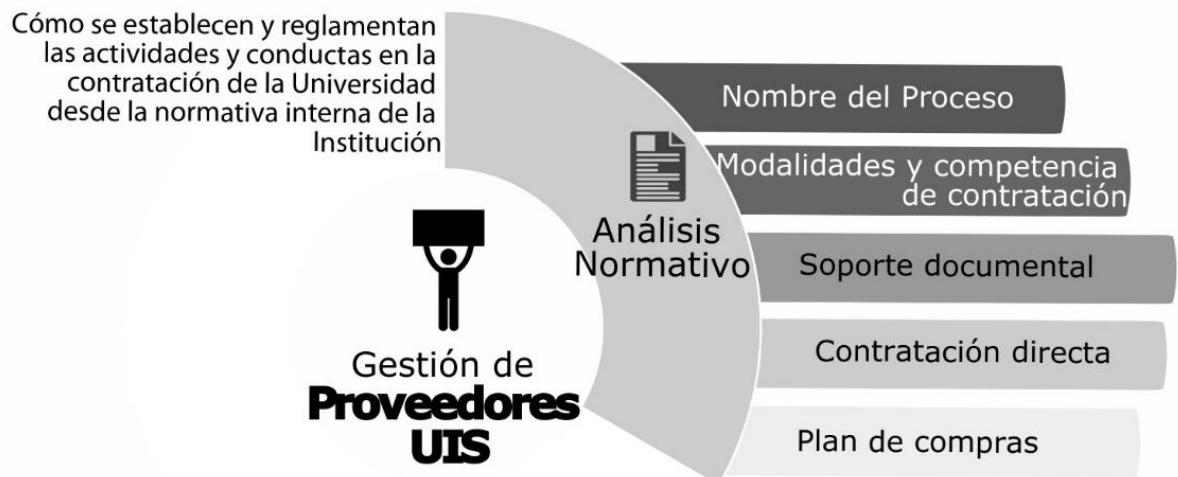 Cómo se establecen y reglamentan
las actividades y conductas en la
contratación de la Universidad
desde la normativa interna de la
Institución
Nombre del Proceso
Modalidades y competencia
de contratación
Análisis
Normativo
Soporte documental
Contratación directa
Plan de compras
Gestión de
Proveedores
UIS